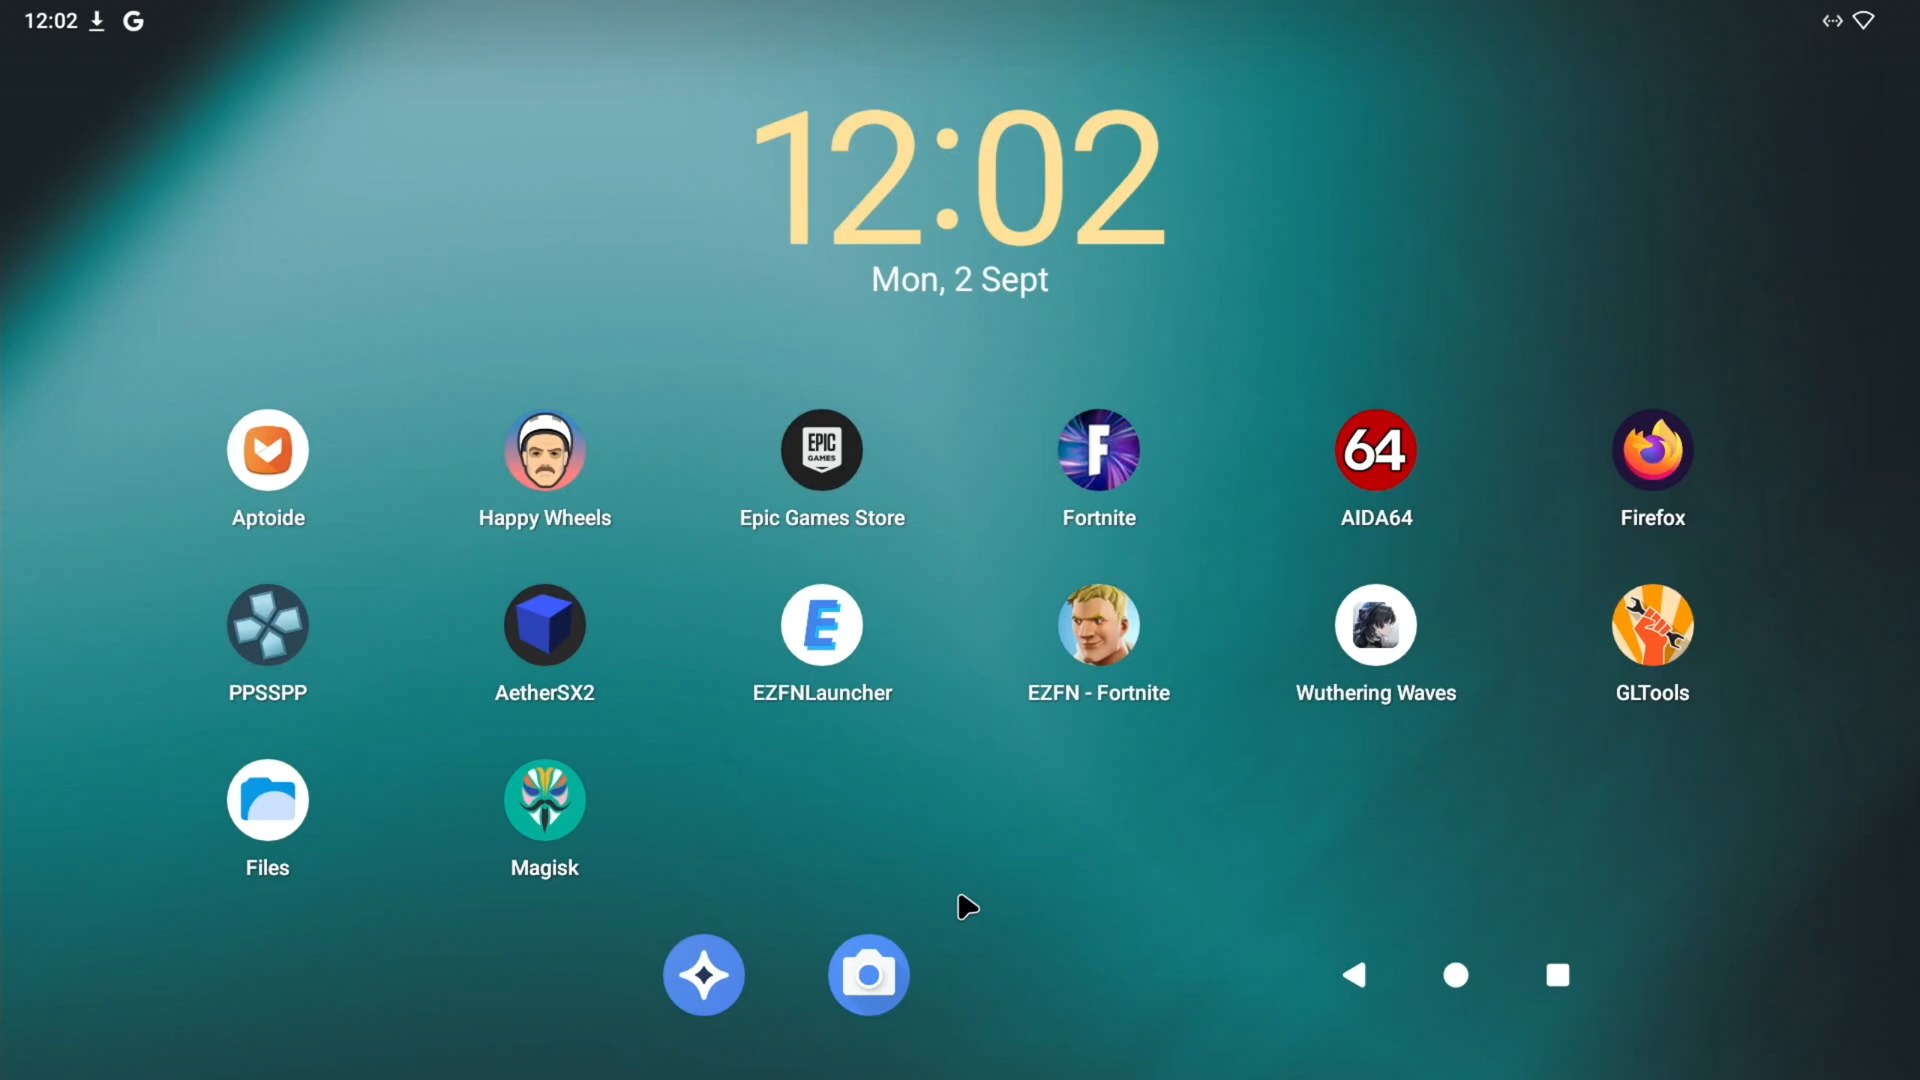 12:02
12:02
Mon, 2 Sept
EPIC
GAMES
F
64
Aptoide
Happy Wheels
Epic Games Store
Fortnite
AIDA64
Firefox
E
PPSSPP
AetherSX2
EZFNLauncher
EZFN - Fortnite
Wuthering Waves
GLTools
Files
Magisk